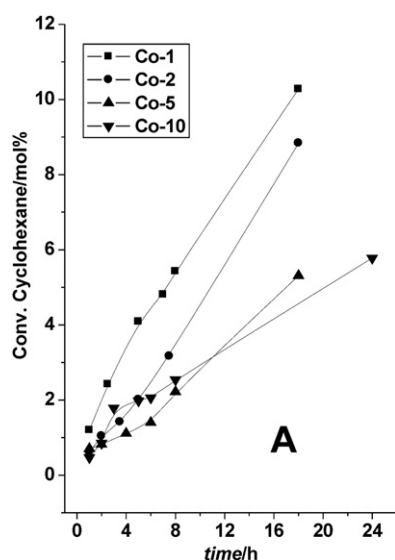 Co-1
Co-2
Co-5
Co-10
Conv. Cyclohexane/mol%
12
10
8
6
4
2
0
A
0 4 8 12 16 20 24
time/h